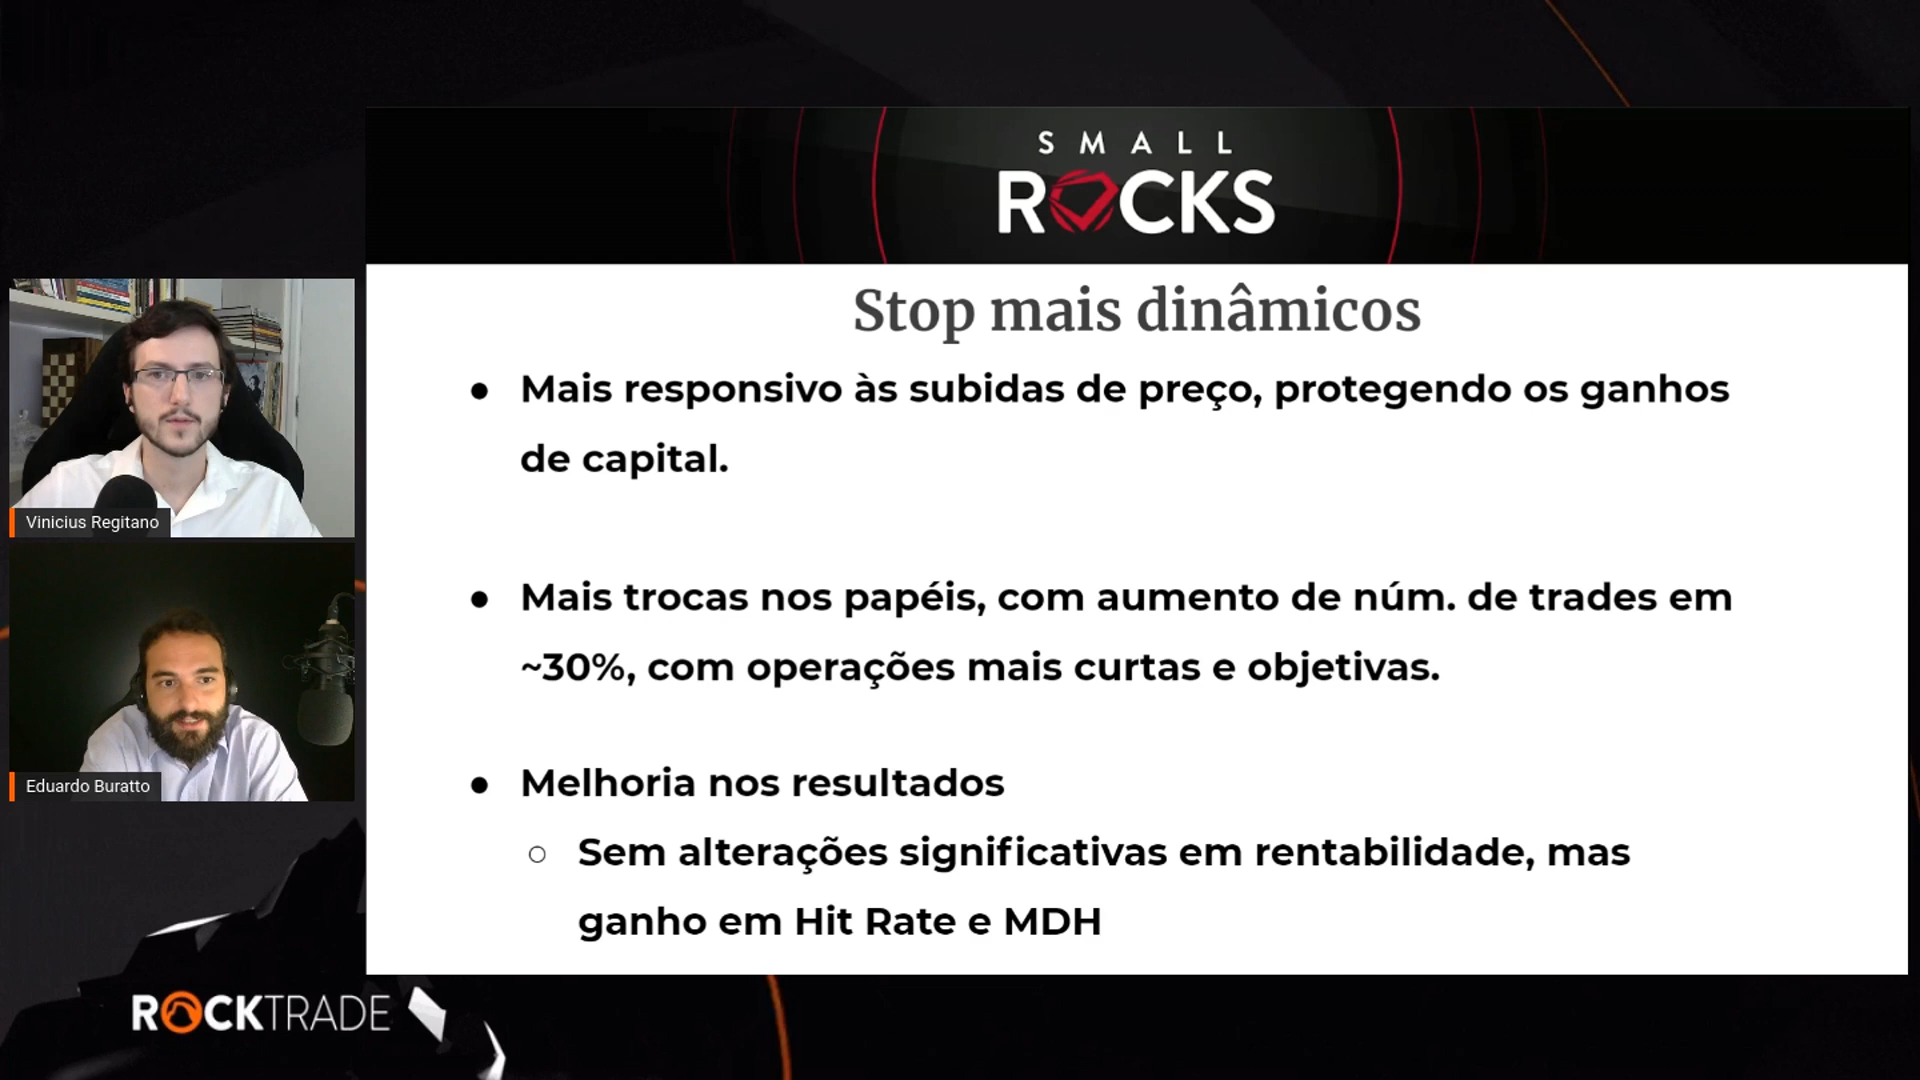 SMALL
ROCKS
Stop mais dinâmicos
● Mais responsivo às subidas de preço, protegendo os ganhos
de capital.
● Mais trocas nos papéis, com aumento de núm. de trades em
~30%, com operações mais curtas e objetivas.
● Melhoria nos resultados
○ Sem alterações significativas em rentabilidade, mas
ganho em Hit Rate e MDH
Vinicius Regitano
Eduardo Buratto
ROCKTRADE